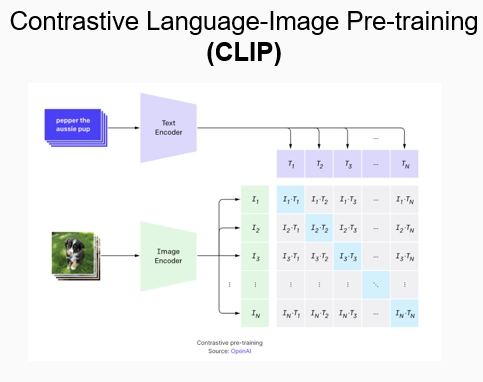 Contrastive Language-Image Pre-training
(CLIP)
pepper the
aussie pup
Text
Encoder
...
T1 T2 T3 ... TN
I1 I1·T1 I1·T2 I1·T3 ... I1·TN
I2 I2·T1 I2·T2 I2·T3 ... I2·TN
Image
Encoder
I3 I3·T1 I3·T2 I3·T3 ... I3·TN
⋮ ⋮ ⋮ ⋮ ⋮ ⋱ ⋮
IN IN·T1 IN·T2 IN·T3 ... IN·TN
Contrastive pre-training
Source: OpenAI